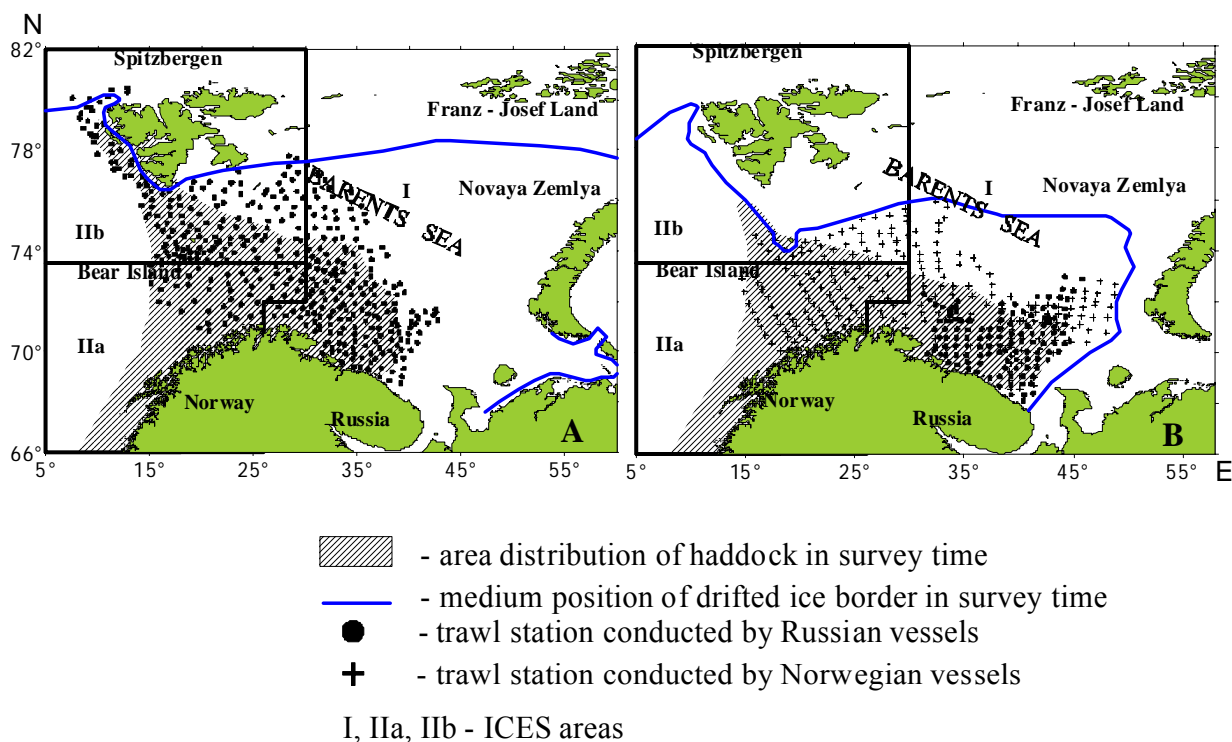 N
82°
78°
74°
70°
66°
Spitzbergen
Franz - Josef Land
BARENTS SEA
I
Novaya Zemlya
IIb
Bear Island
IIa
Norway
Russia
A
5
15
25
35
45
55
Spitzbergen
Franz - Josef Land
BARENTS SEA
I
Novaya Zemlya
IIb
Bear Island
IIa
Norway
Russia
B
5
15
25
35
45
55°
E
- area distribution of haddock in survey time
- medium position of drifted ice border in survey time
- trawl station conducted by Russian vessels
- trawl station conducted by Norwegian vessels
I, IIa, IIb - ICES areas